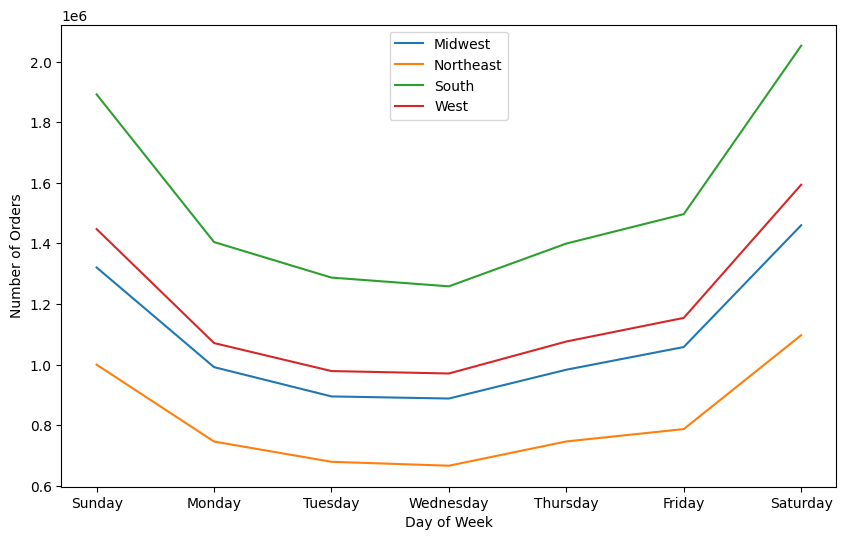 1e6
2.0
1.8
1.6
1.4
1.2
1.0
0.8
0.6
Number of Orders
Midwest
Northeast
South
West
Sunday Monday Tuesday Wednesday Thursday Friday Saturday
Day of Week